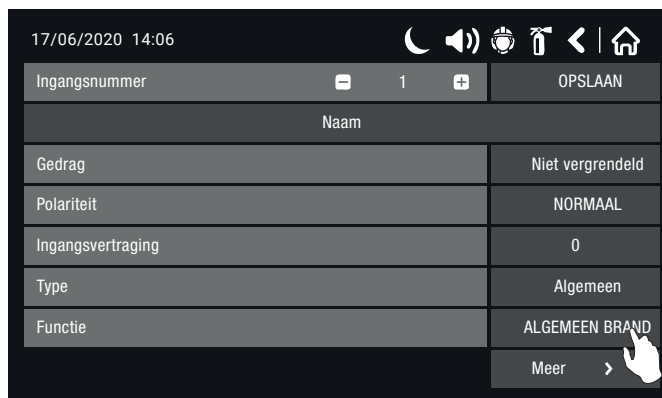 17/06/2020 14:06
Ingangsnummer 1 OPSLAAN
Naam
Gedrag Niet vergrendeld
Polariteit NORMAAL
Ingangsvertraging 0
Type Algemeen
Functie ALGEMEEN BRAND
Meer